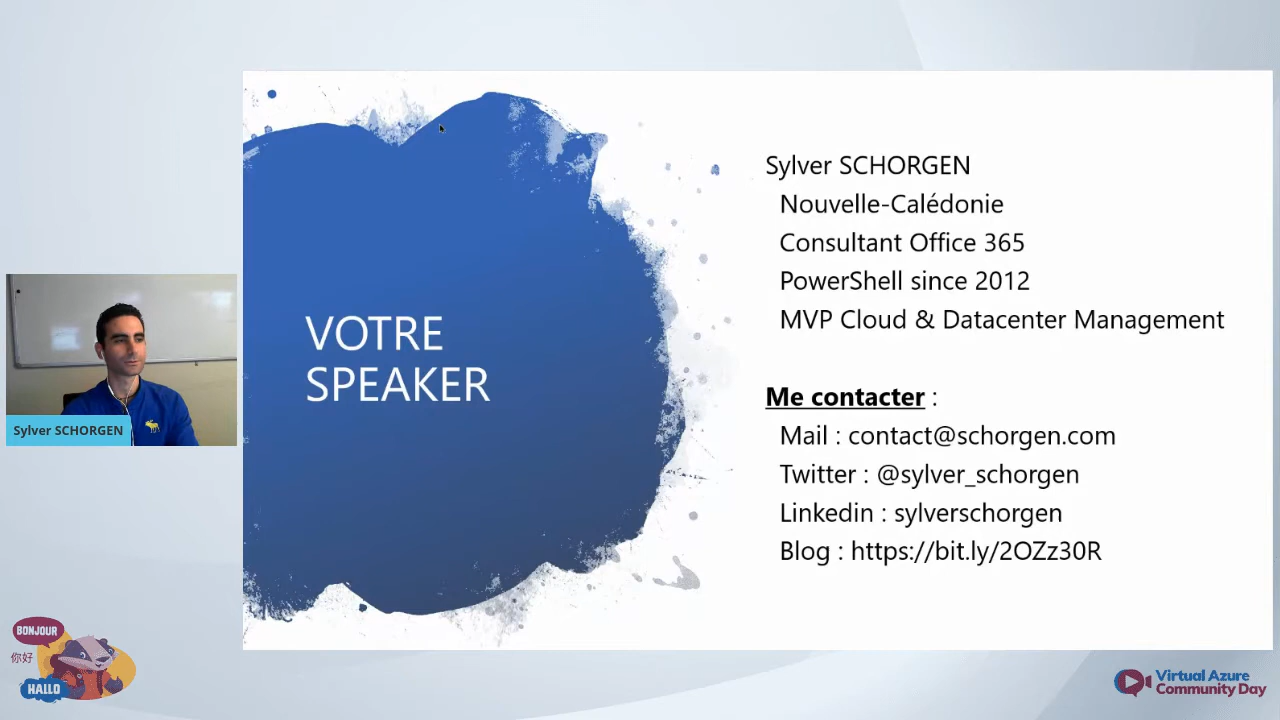 Sylver SCHORGEN
Nouvelle-Calédonie
Consultant Office 365
PowerShell since 2012
MVP Cloud & Datacenter Management
VOTRE
SPEAKER
Me contacter :
Mail : contact@schorgen.com
Twitter : @sylver_schorgen
Linkedin : sylverschorgen
Blog : https://bit.ly/2OZz30R
Sylver SCHORGEN
BONJOUR
你好
HALLO
Virtual Azure
Community Day